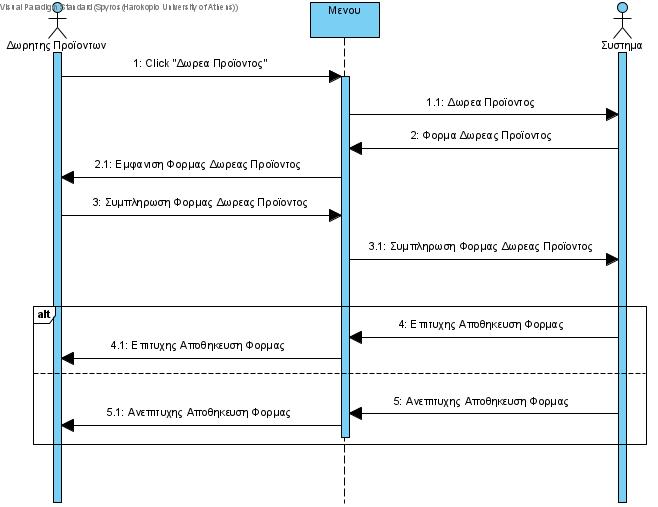 Visual Paradigm Standard (Spyros (Harokopio University of Athens))
Μενου
Δωρητης Προϊοντων
Συστημα
1: Click "Δωρεα Προϊοντος"
1.1: Δωρεα Προϊοντος
2: Φορμα Δωρεας Προϊοντος
2.1: Εμφανιση Φορμας Δωρεας Προϊοντος
3: Συμπληρωση Φορμας Δωρεας Προϊοντος
3.1: Συμπληρωση Φορμας Δωρεας Προϊοντος
alt
4: Επιτυχης Αποθηκευση Φορμας
4.1: Επιτυχης Αποθηκευση Φορμας
5: Ανεπιτυχης Αποθηκευση Φορμας
5.1: Ανεπιτυχης Αποθηκευση Φορμας